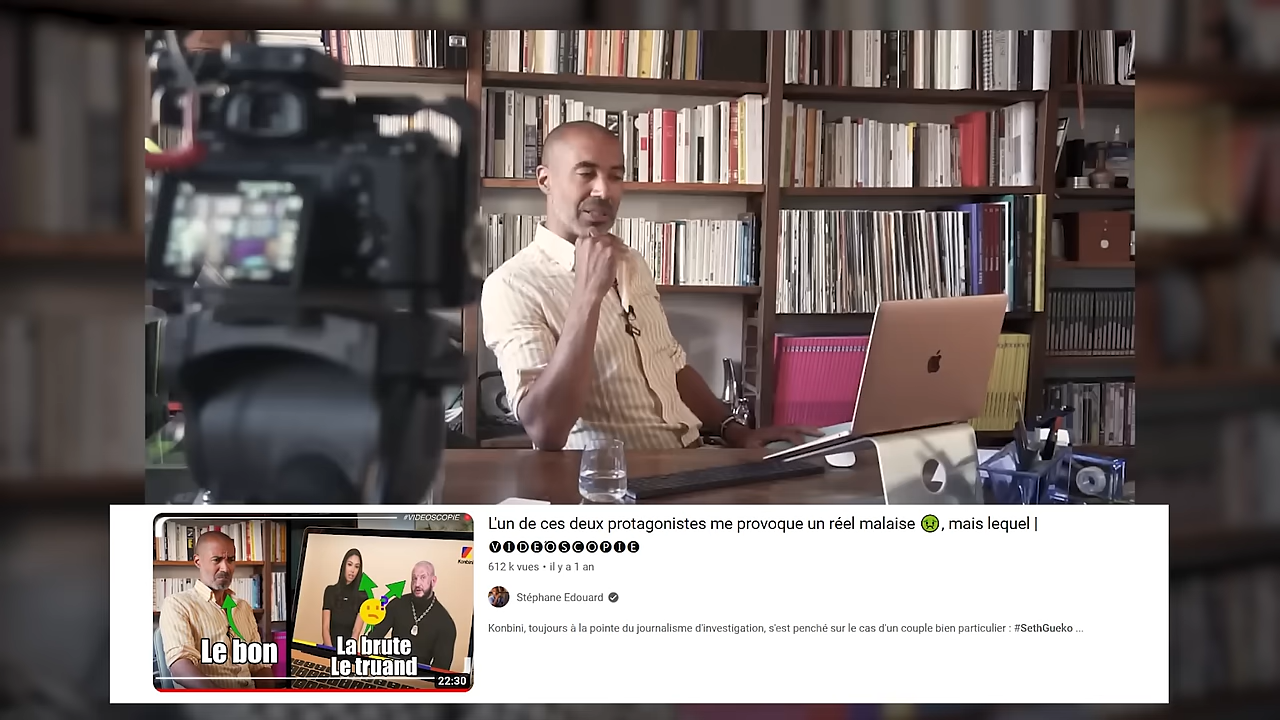 #VIDEOSCOPIE
Konbini
Le bon
La brute
Le truand
22:30
L'un de ces deux protagonistes me provoque un réel malaise 🤢, mais lequel |
🅥🅘🅓🅔🅞🅢🅒🅞🅟🅘🅔
612 k vues • il y a 1 an
Stéphane Edouard
Konbini, toujours à la pointe du journalisme d'investigation, s'est penché sur le cas d'un couple bien particulier : #SethGueko ...